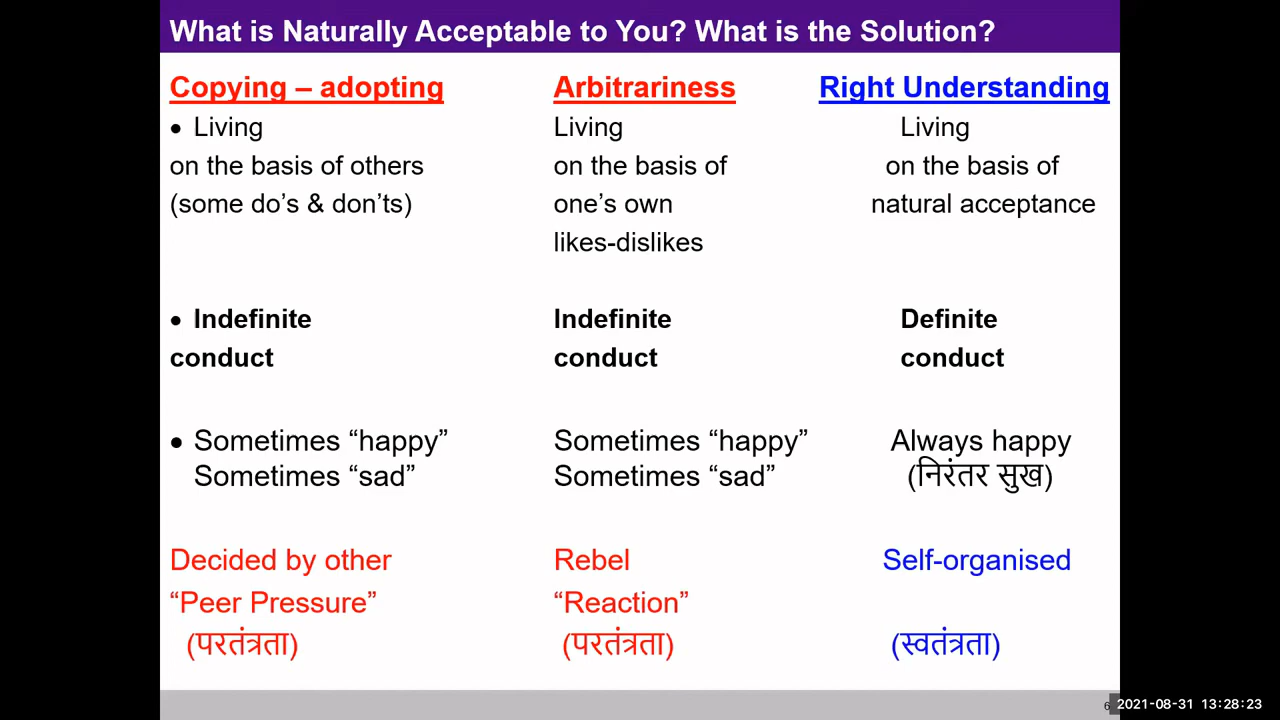 What is Naturally Acceptable to You? What is the Solution?
Copying – adopting
• Living
on the basis of others
(some do’s & don’ts)
• Indefinite
conduct
• Sometimes “happy”
Sometimes “sad”
Decided by other
“Peer Pressure”
(परतंत्रता)
Arbitrariness
Living
on the basis of
one’s own
likes-dislikes
Indefinite
conduct
Sometimes “happy”
Sometimes “sad”
Rebel
“Reaction”
(परतंत्रता)
Right Understanding
Living
on the basis of
natural acceptance
Definite
conduct
Always happy
(निरंतर सुख)
Self-organised
(स्वतंत्रता)
6
2021-08-31 13:28:23